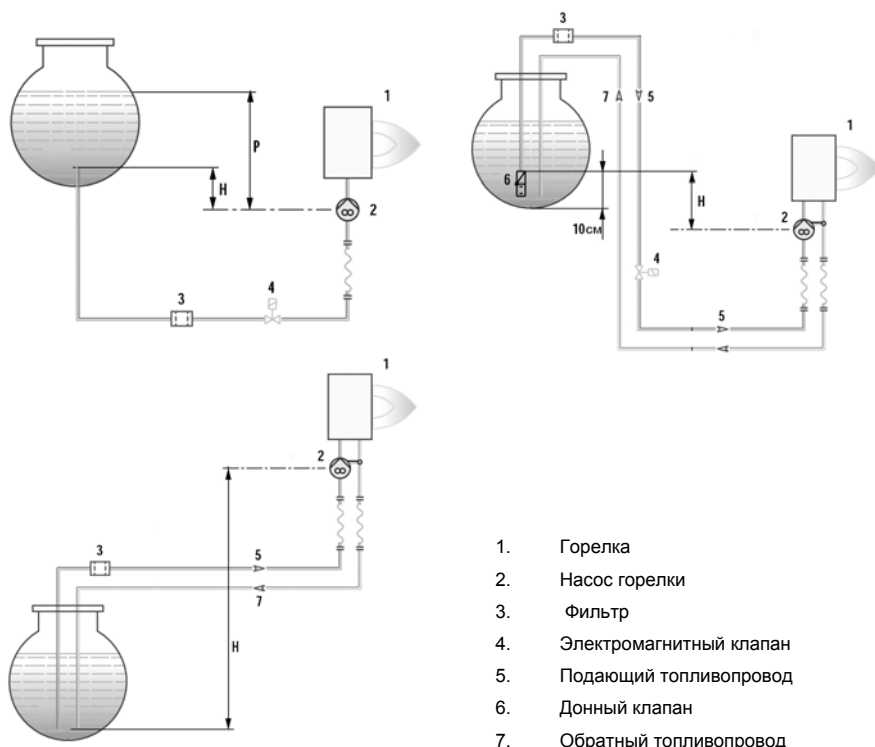 1
P
H
2
3
4
3
7
5
1
6
H
2
10см
4
5
1
2
3
5
7
H
1. Горелка
2. Насос горелки
3. Фильтр
4. Электромагнитный клапан
5. Подающий топливопровод
6. Донный клапан
7. Обратный топливопровод